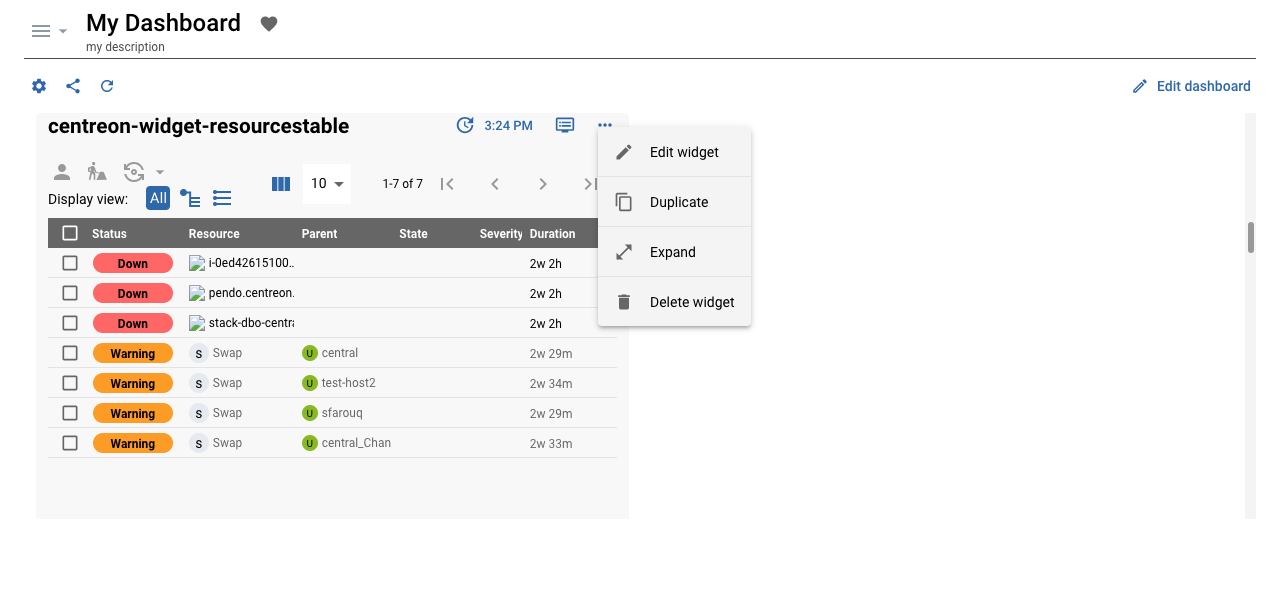 My Dashboard
my description
Edit dashboard
centreon-widget-resourcestable
3:24 PM
Edit widget
Duplicate
Expand
Delete widget
10
1-7 of 7
Display view:
All
Status Resource Parent State Severity Duration
Down i-0ed42615100.. 2w 2h
Down pendo.centreon. 2w 2h
Down stack-dbo-centra 2w 2h
Warning S Swap U central 2w 29m
Warning S Swap U test-host2 2w 34m
Warning S Swap U sfarouq 2w 29m
Warning S Swap U central_Chan 2w 33m